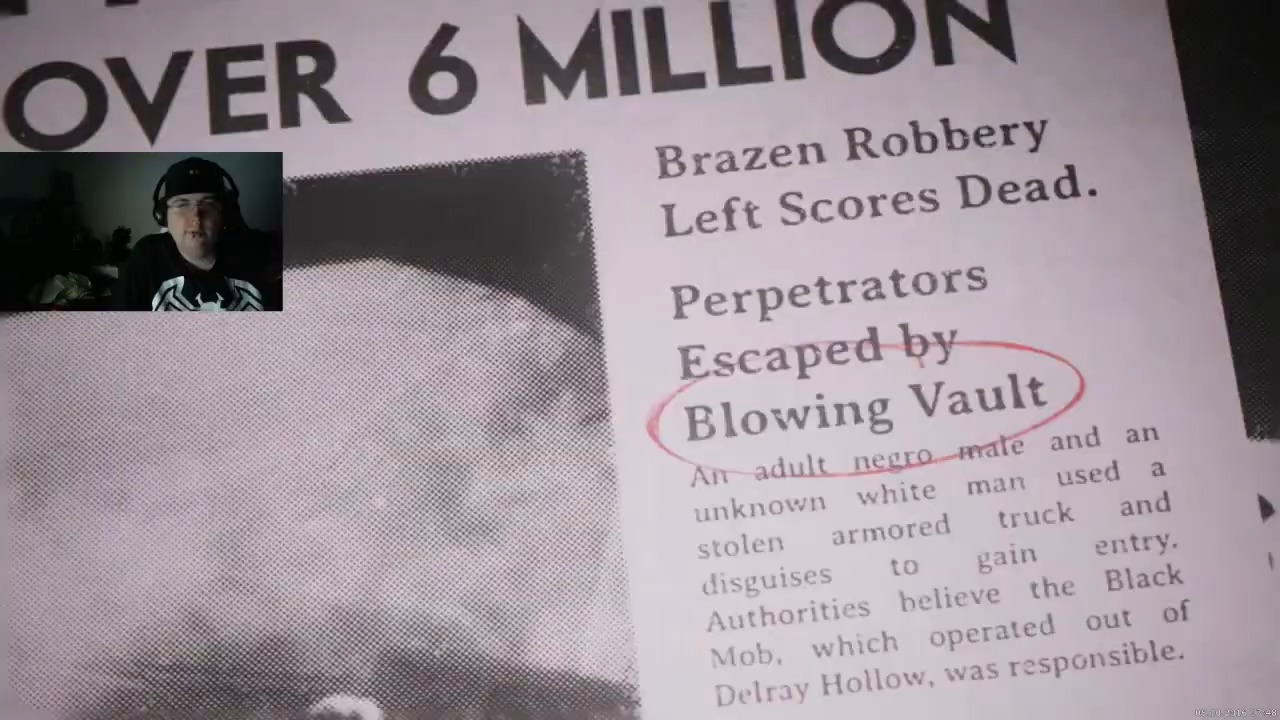 OVER 6 MILLION
Brazen Robbery
Left Scores Dead.
Perpetrators
Escaped by
Blowing Vault
An adult negro male and an
unknown white man used a
stolen armored truck and
disguises to gain entry.
Authorities believe the Black
Mob, which operated out of
Delray Hollow, was responsible.